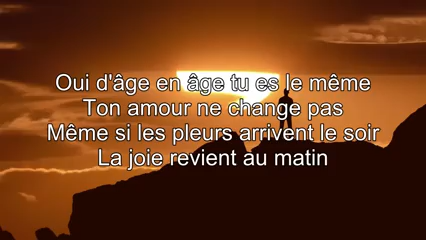 Oui d'âge en âge tu es le même
Ton amour ne change pas
Même si les pleurs arrivent le soir
La joie revient au matin